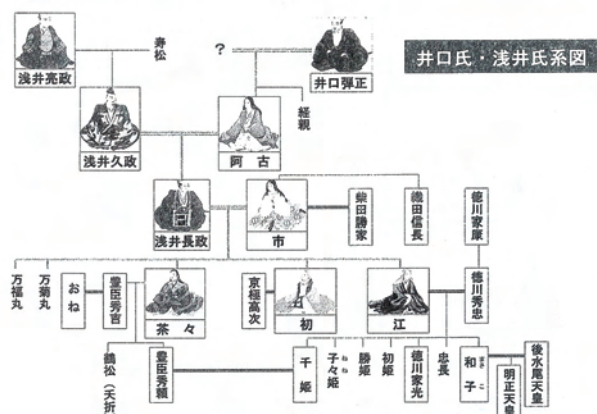 井口氏・浅井氏系図
浅井亮政
寿松
?
井口弾正
浅井久政
阿古
経親
浅井長政
市
柴田勝家
織田信長
徳川家康
万福丸
万菊丸
おね
豊臣秀吉
茶々
京極高次
初
江
徳川秀忠
鶴松(夭折)
豊臣秀頼
千姫
子々姫
ねね
勝姫
初姫
徳川家光
忠長
和子
まさこ
明正天皇
後水尾天皇